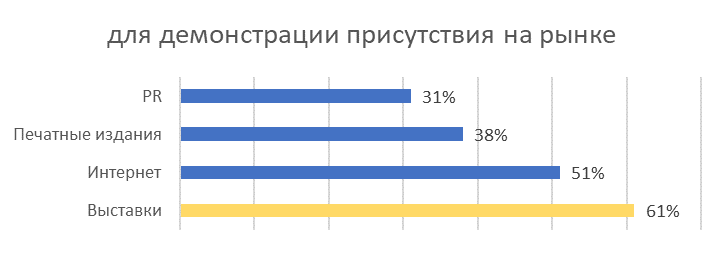 для демонстрации присутствия на рынке
PR 31%
Печатные издания 38%
Интернет 51%
Выставки 61%